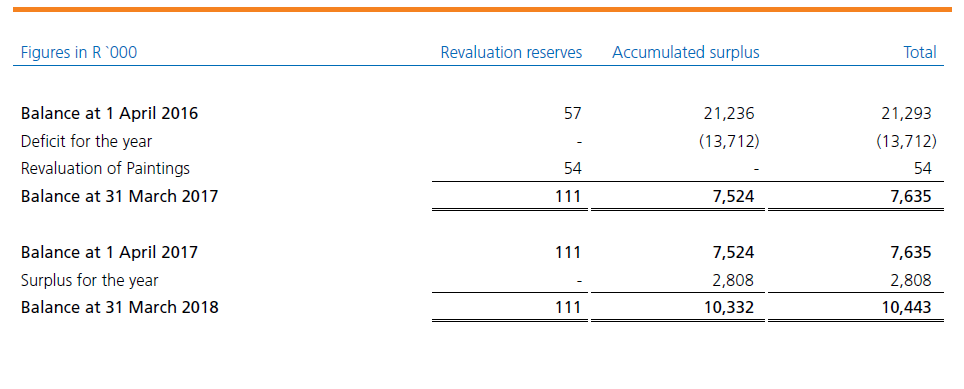 Figures in R `000 Revaluation reserves Accumulated surplus Total
Balance at 1 April 2016 57 21,236 21,293
Deficit for the year - (13,712) (13,712)
Revaluation of Paintings 54 - 54
Balance at 31 March 2017 111 7,524 7,635
Balance at 1 April 2017 111 7,524 7,635
Surplus for the year - 2,808 2,808
Balance at 31 March 2018 111 10,332 10,443